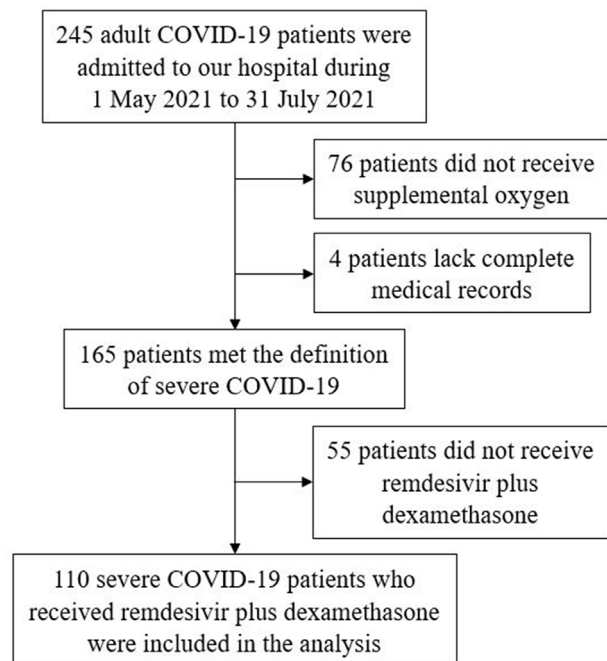 245 adult COVID-19 patients were
admitted to our hospital during
1 May 2021 to 31 July 2021
76 patients did not receive
supplemental oxygen
4 patients lack complete
medical records
165 patients met the definition
of severe COVID-19
55 patients did not receive
remdesivir plus
dexamethasone
110 severe COVID-19 patients who
received remdesivir plus dexamethasone
were included in the analysis